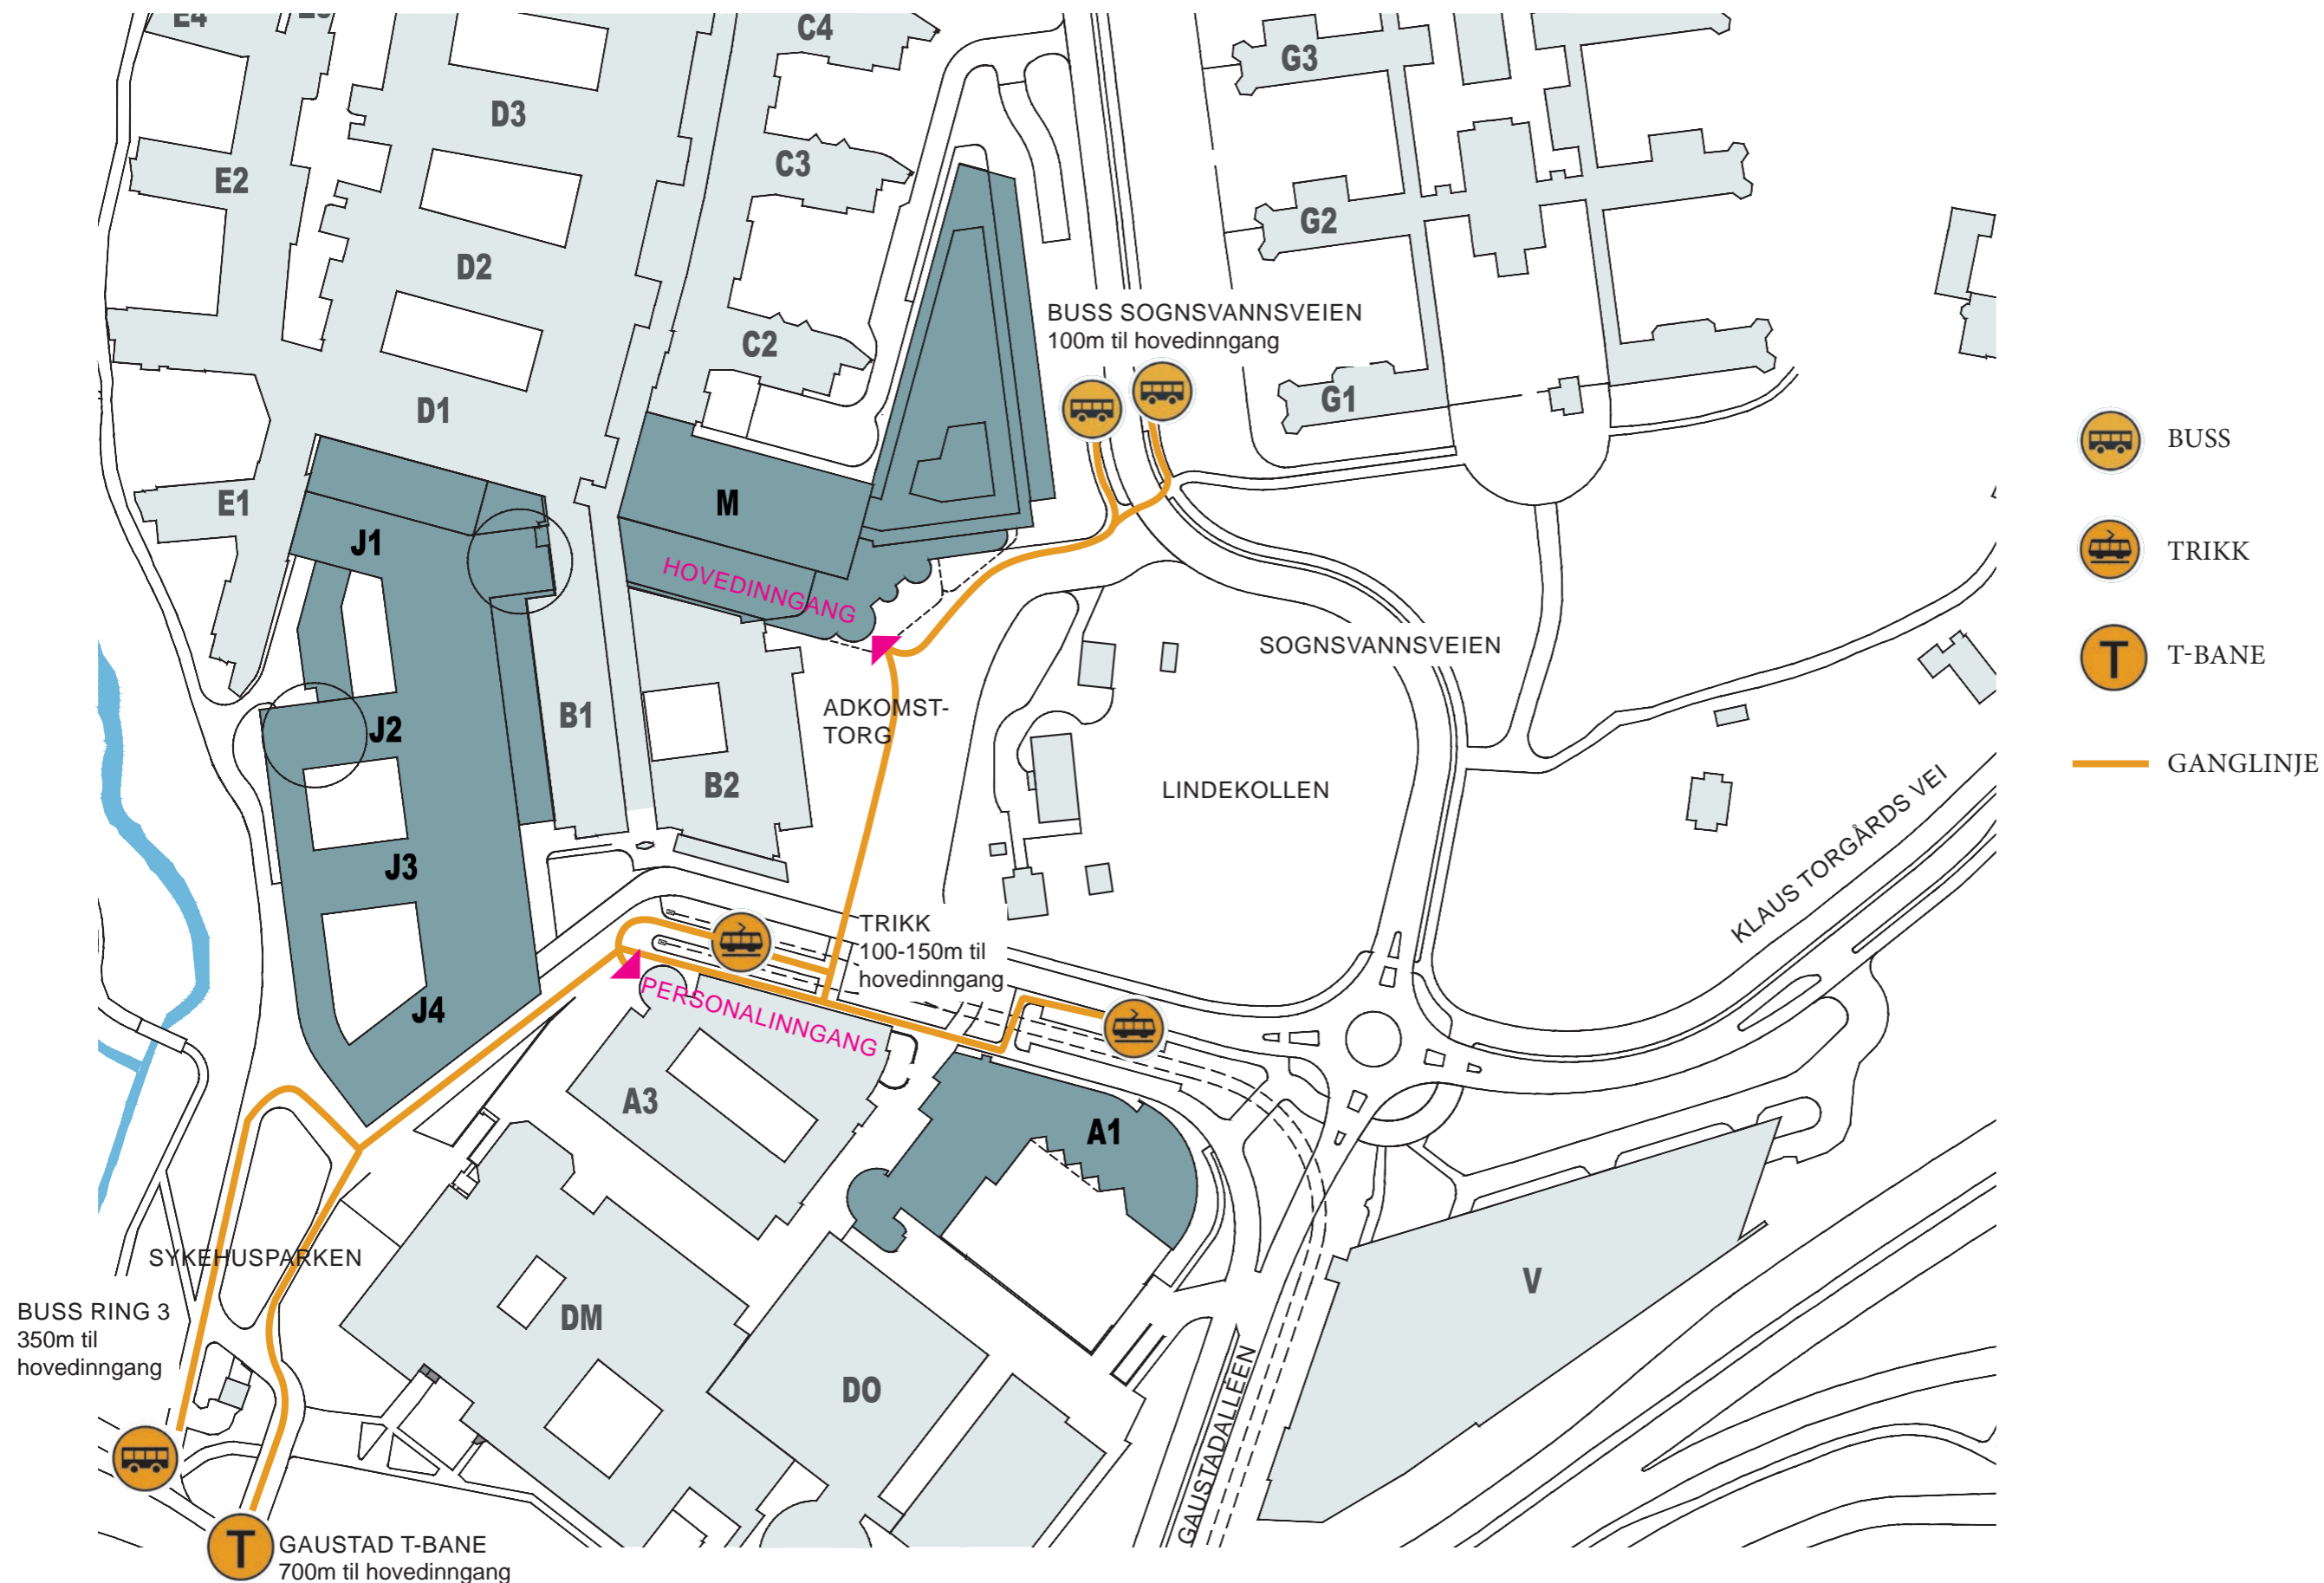 E4
C4
G3
D3
C3
E2
G2
D2
BUSS SOGNSVANNSVEIEN
100m til hovedinngang
C2
G1
D1
BUSS
E1
M
J1
TRIKK
HOVEDINNGANG
SOGNSVANNSVEIEN
T
T-BANE
ADKOMST-
TORG
B1
J2
GANGLINJE
B2
LINDEKOLLEN
KLAUS TORGÅRDS VEI
J3
TRIKK
100-150m til
hovedinngang
PERSONALINNGANG
J4
A3
A1
SYKEHUSPARKEN
V
BUSS RING 3
350m til
hovedinngang
DM
DO
GAUSTADALLEEN
T
GAUSTAD T-BANE
700m til hovedinngang